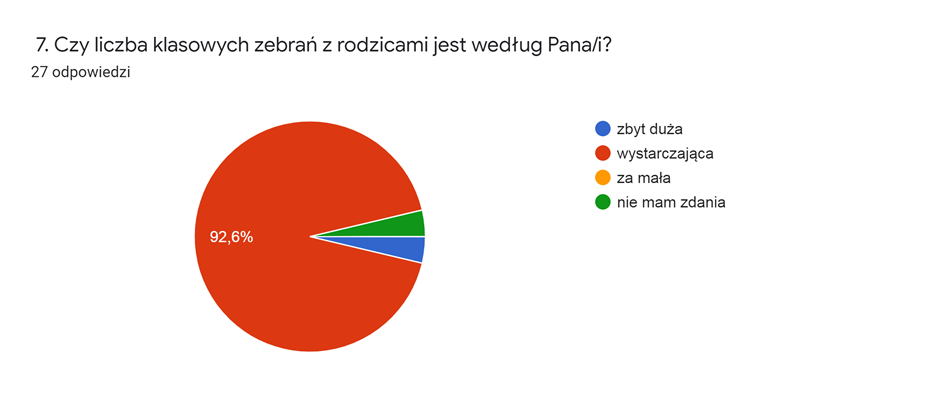 7. Czy liczba klasowych zebrań z rodzicami jest według Pana/i?
27 odpowiedzi
zbyt duża
wystarczająca
za mała
nie mam zdania
92,6%